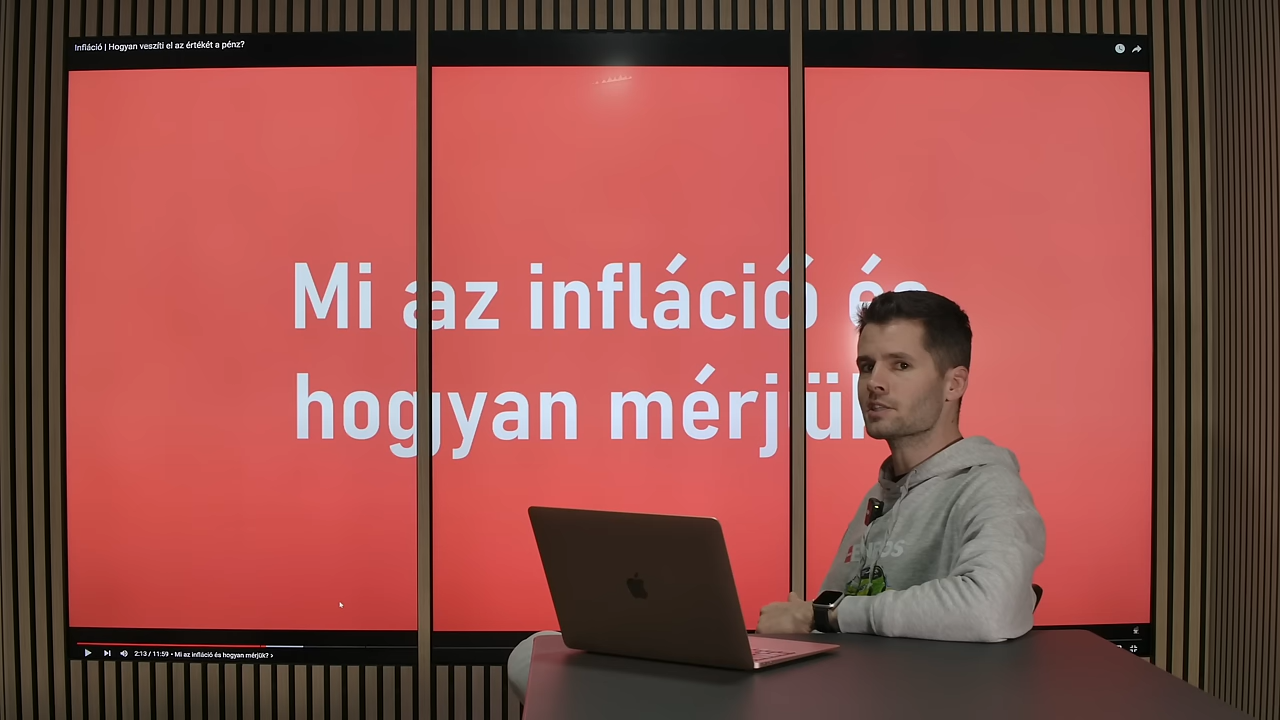 Infláció | Hogyan veszíti el az értékét a pénz?
Mi az infláció és
hogyan mérjük
2:13 / 11:59 • Mi az infláció és hogyan mérjük? ›